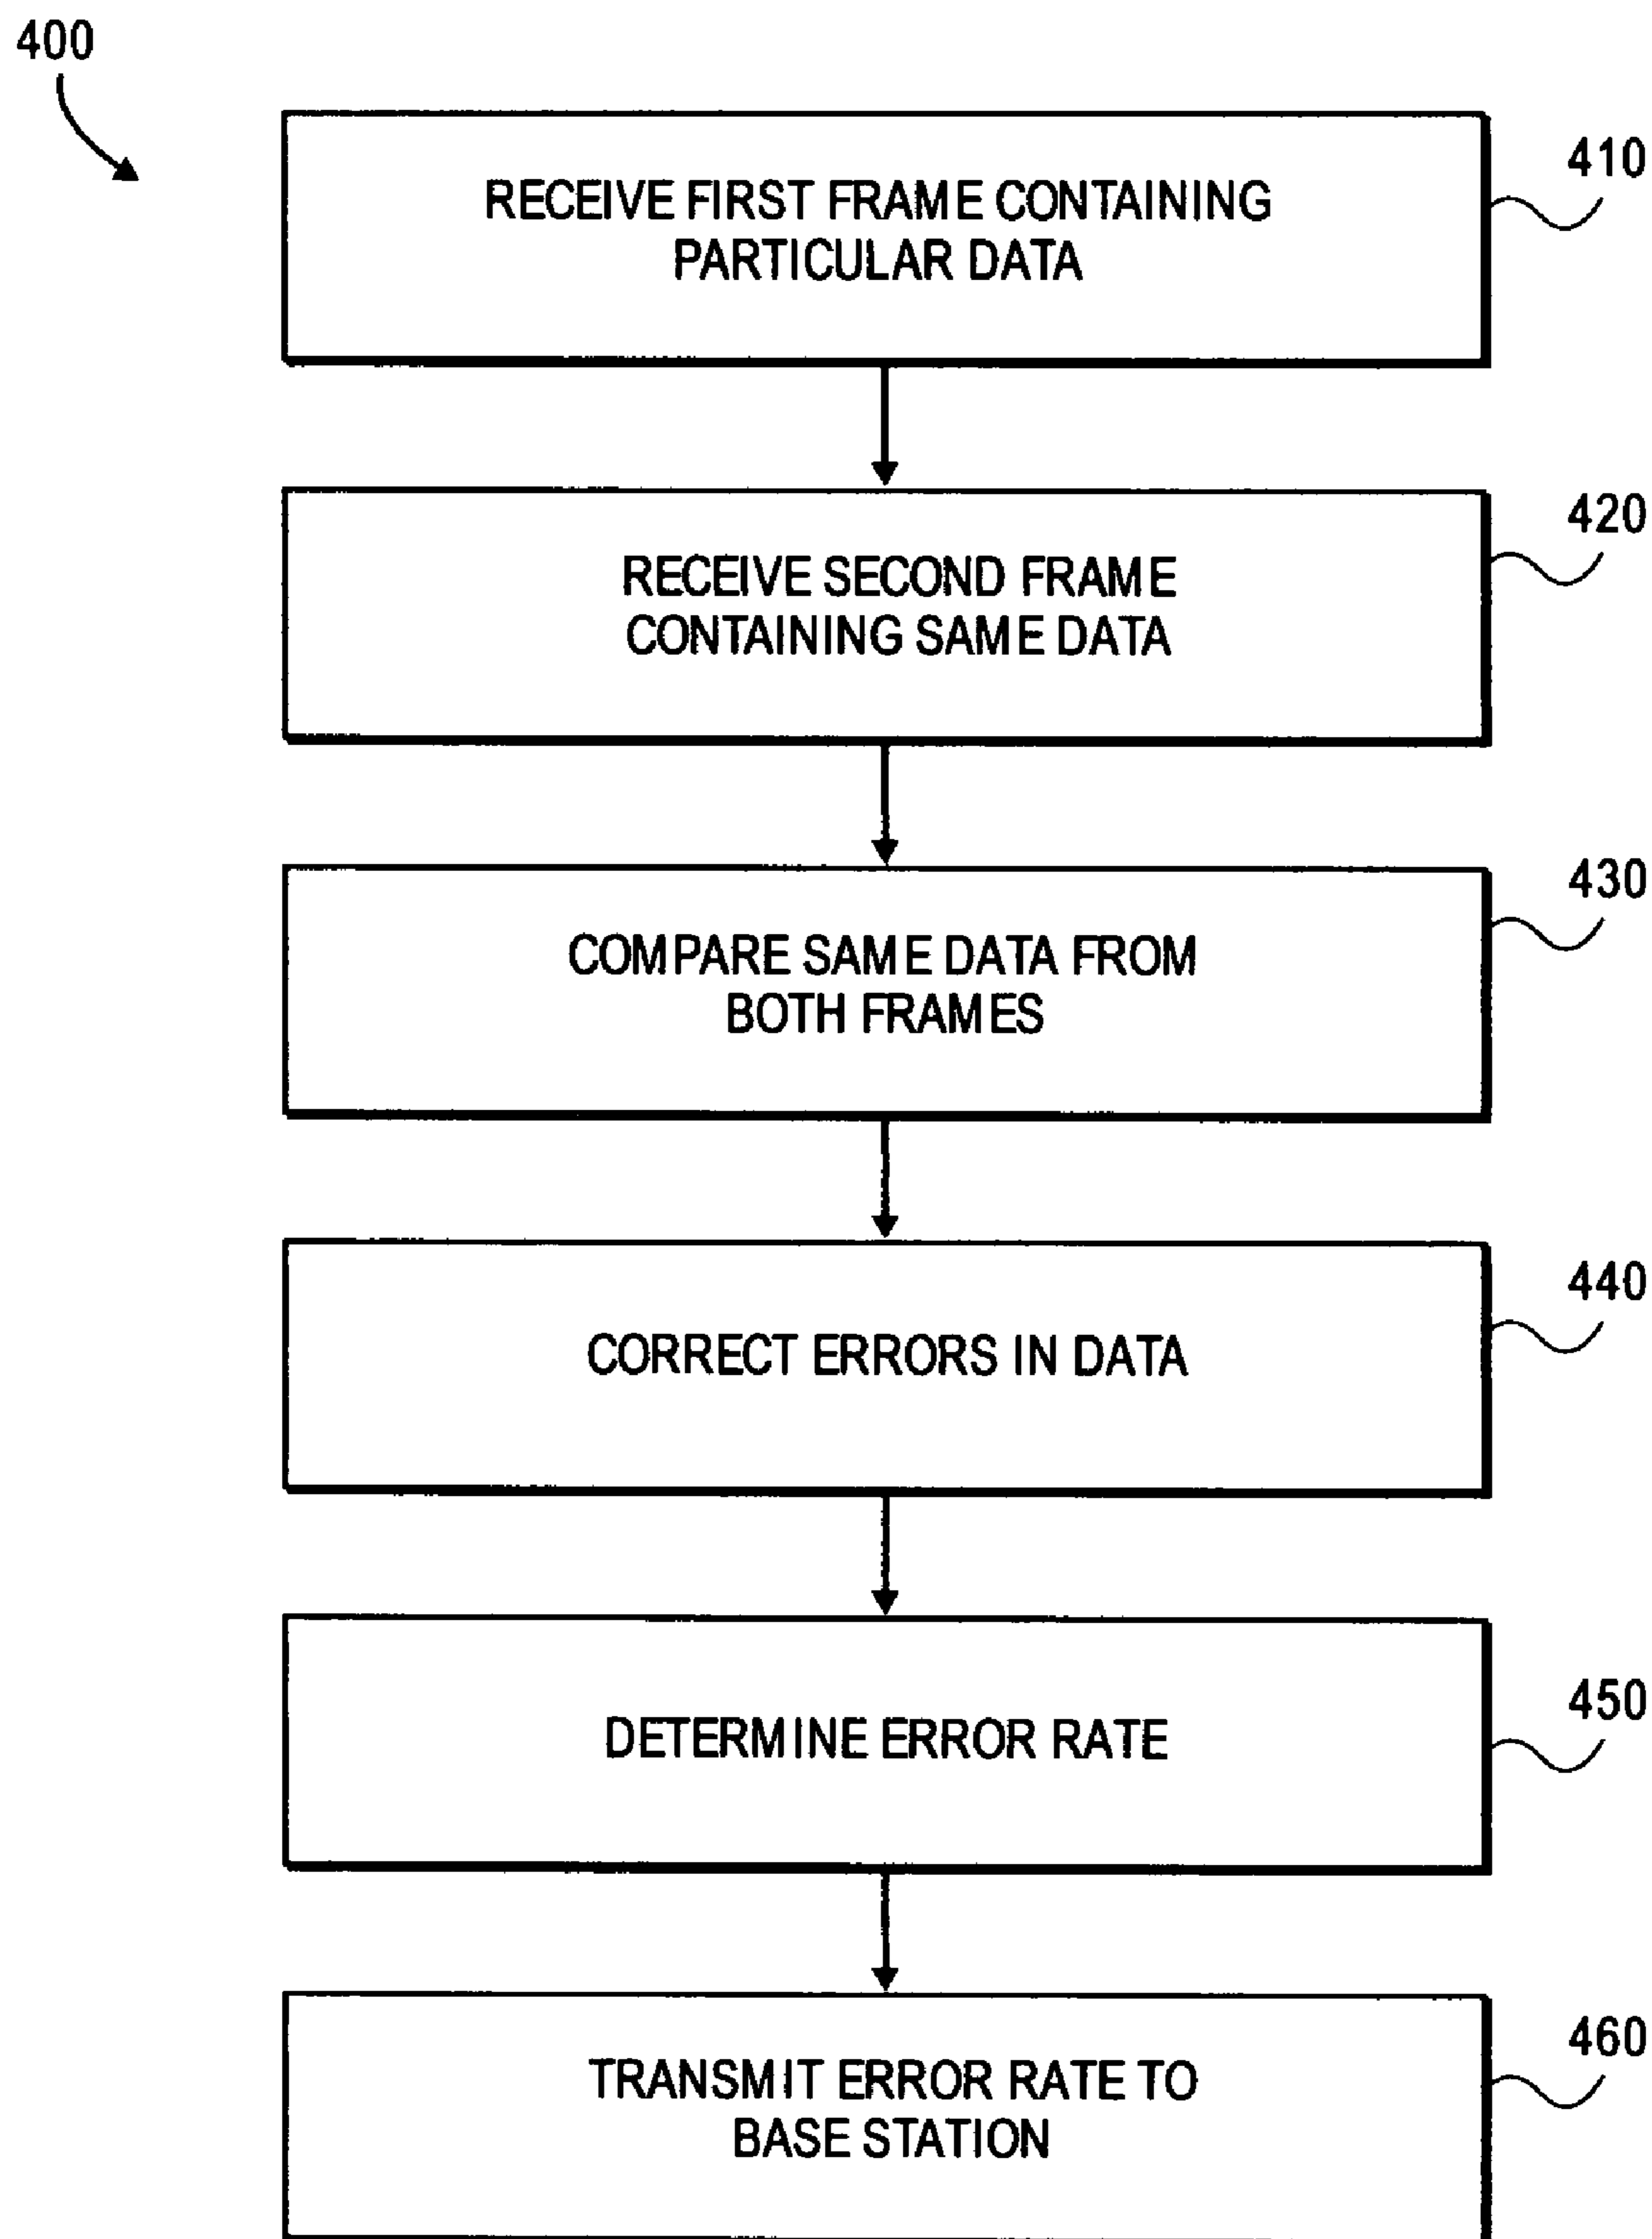 400
410
RECEIVE FIRST FRAME CONTAINING
PARTICULAR DATA
420
RECEIVE SECOND FRAME
CONTAINING SAME DATA
430
COMPARE SAME DATA FROM
BOTH FRAMES
440
CORRECT ERRORS IN DATA
450
DETERMINE ERROR RATE
460
TRANSMIT ERROR RATE TO
BASE STATION